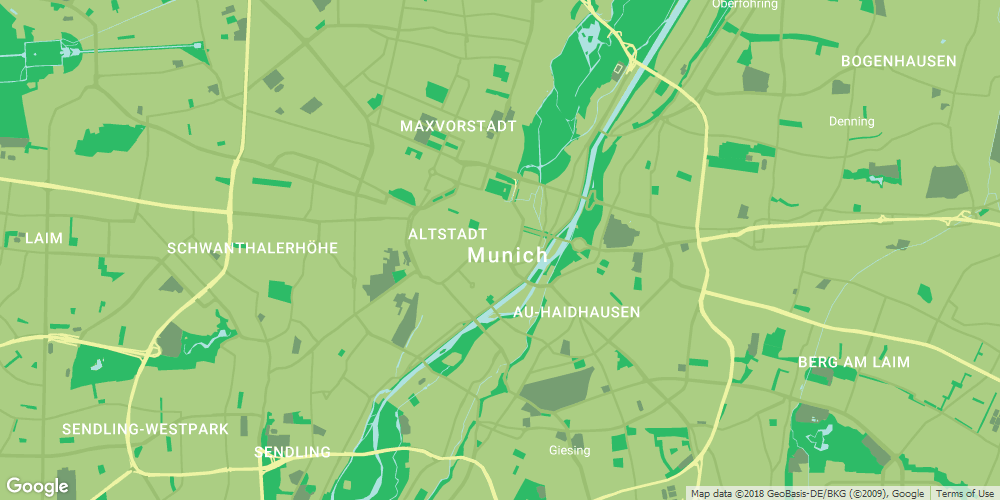 Oberföhring
BOGENHAUSEN
Denning
MAXVORSTADT
LAIM
SCHWANTHALERHÖHE
ALTSTADT
Munich
AU-HAIDHAUSEN
BERG AM LAIM
SENDLING-WESTPARK
SENDLING
Giesing
Google
Map data ©2018 GeoBasis-DE/BKG (©2009), Google
Terms of Use